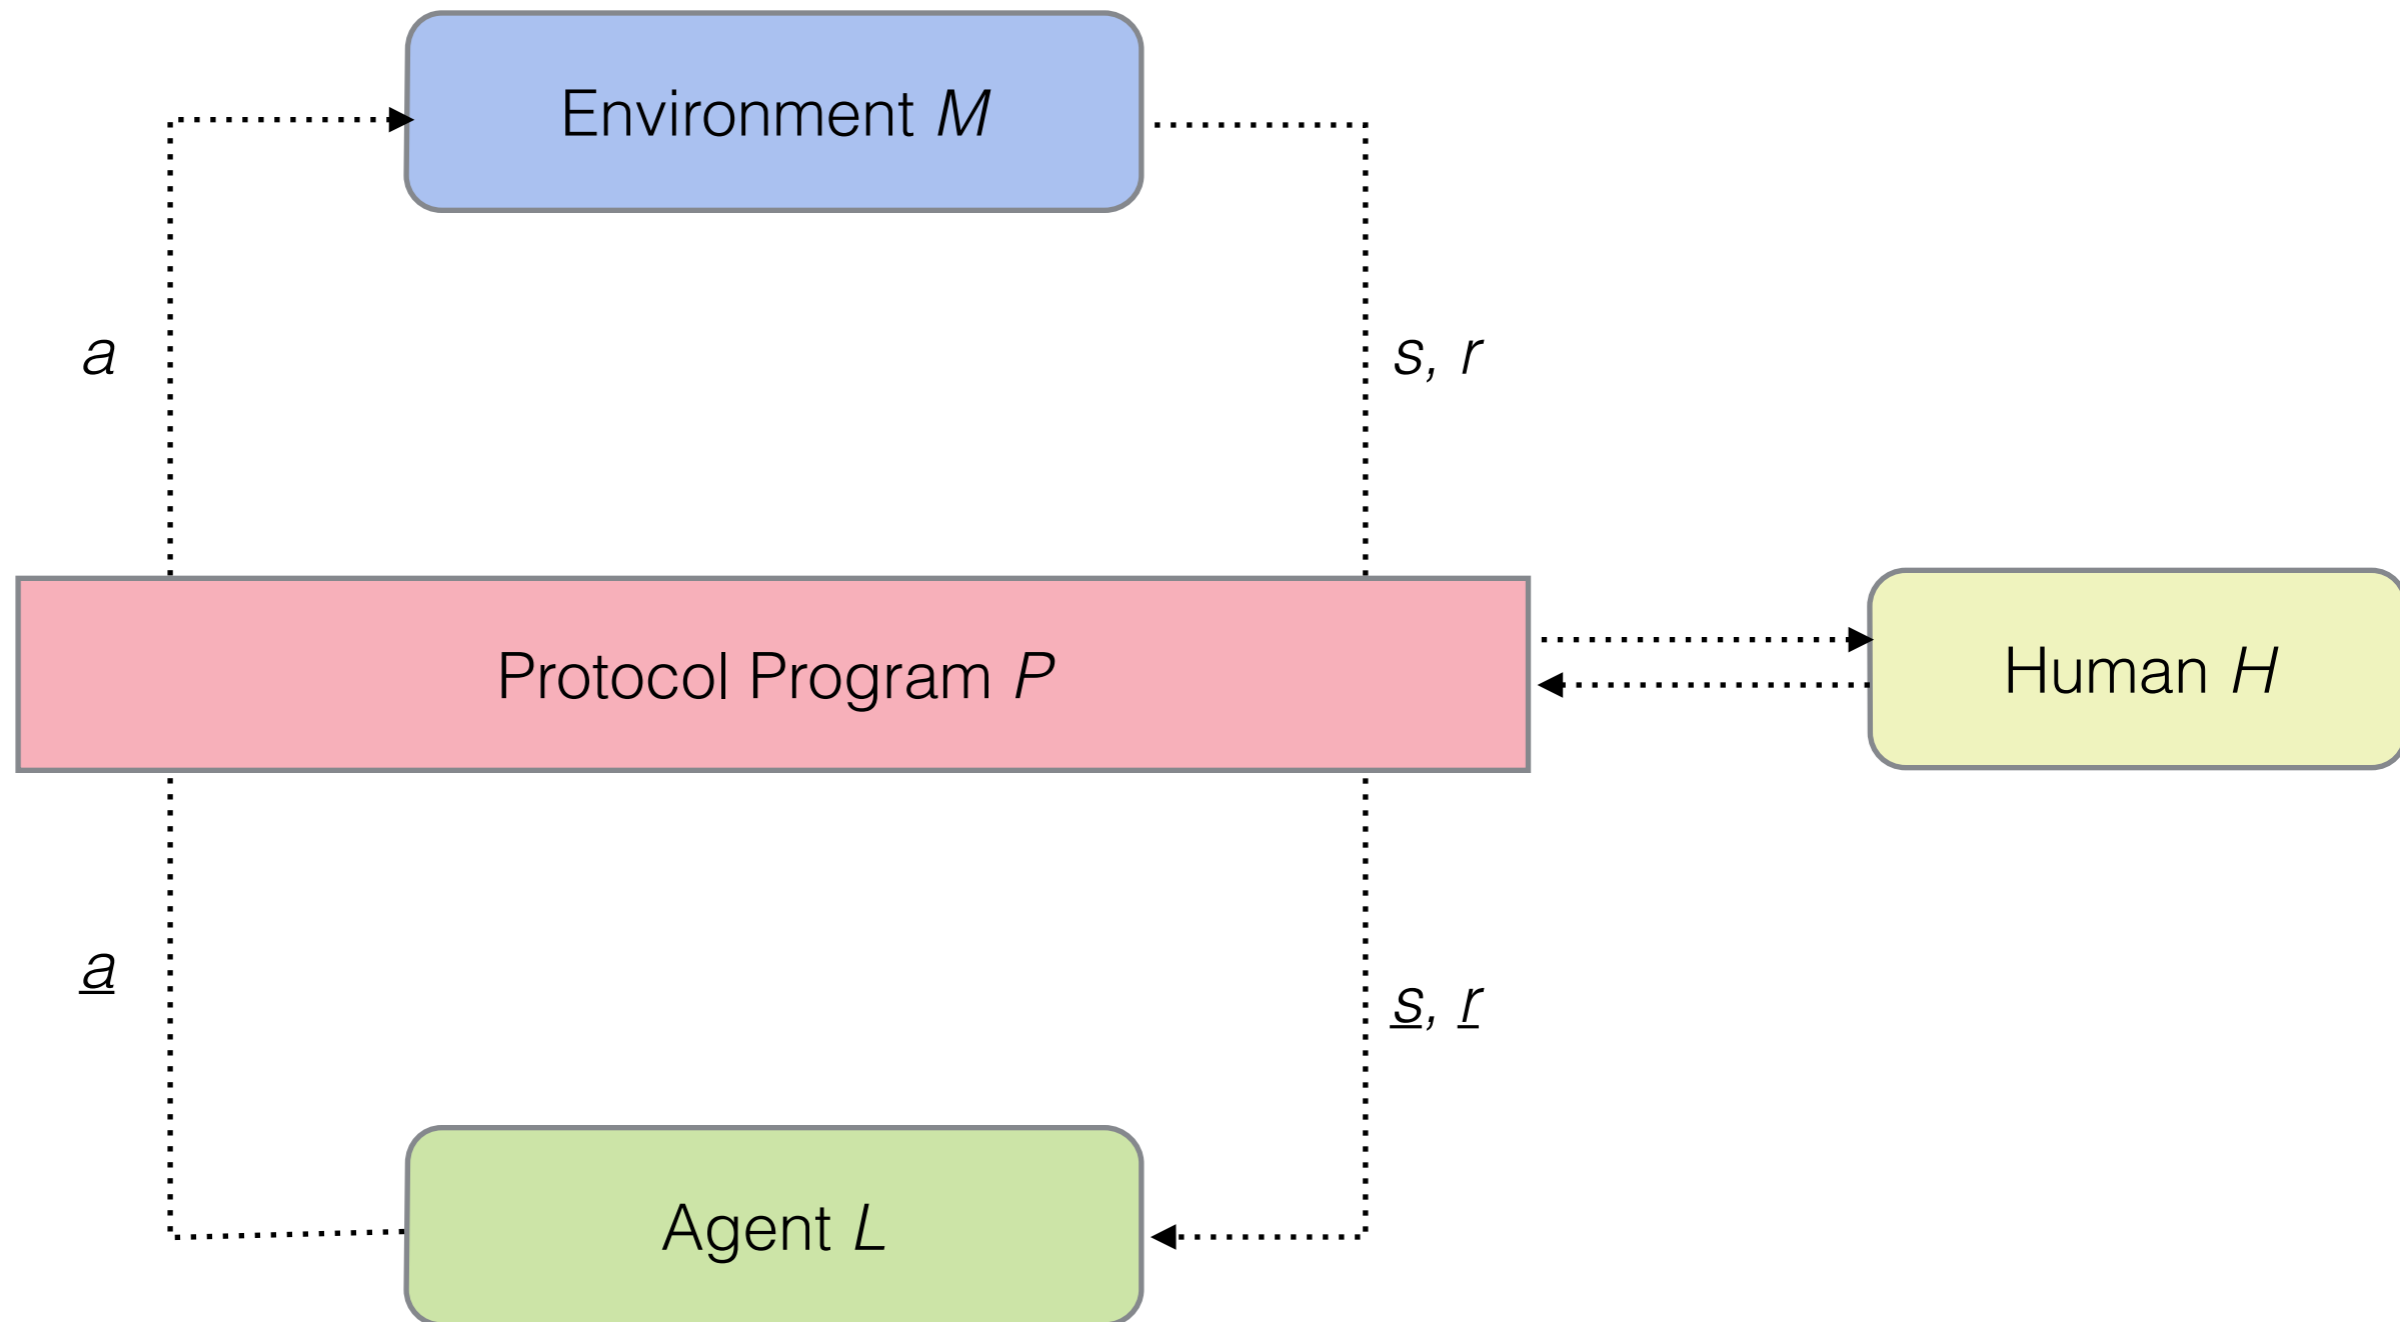 Environment M
a
s, r
Protocol Program P
Human H
a
s, r
Agent L